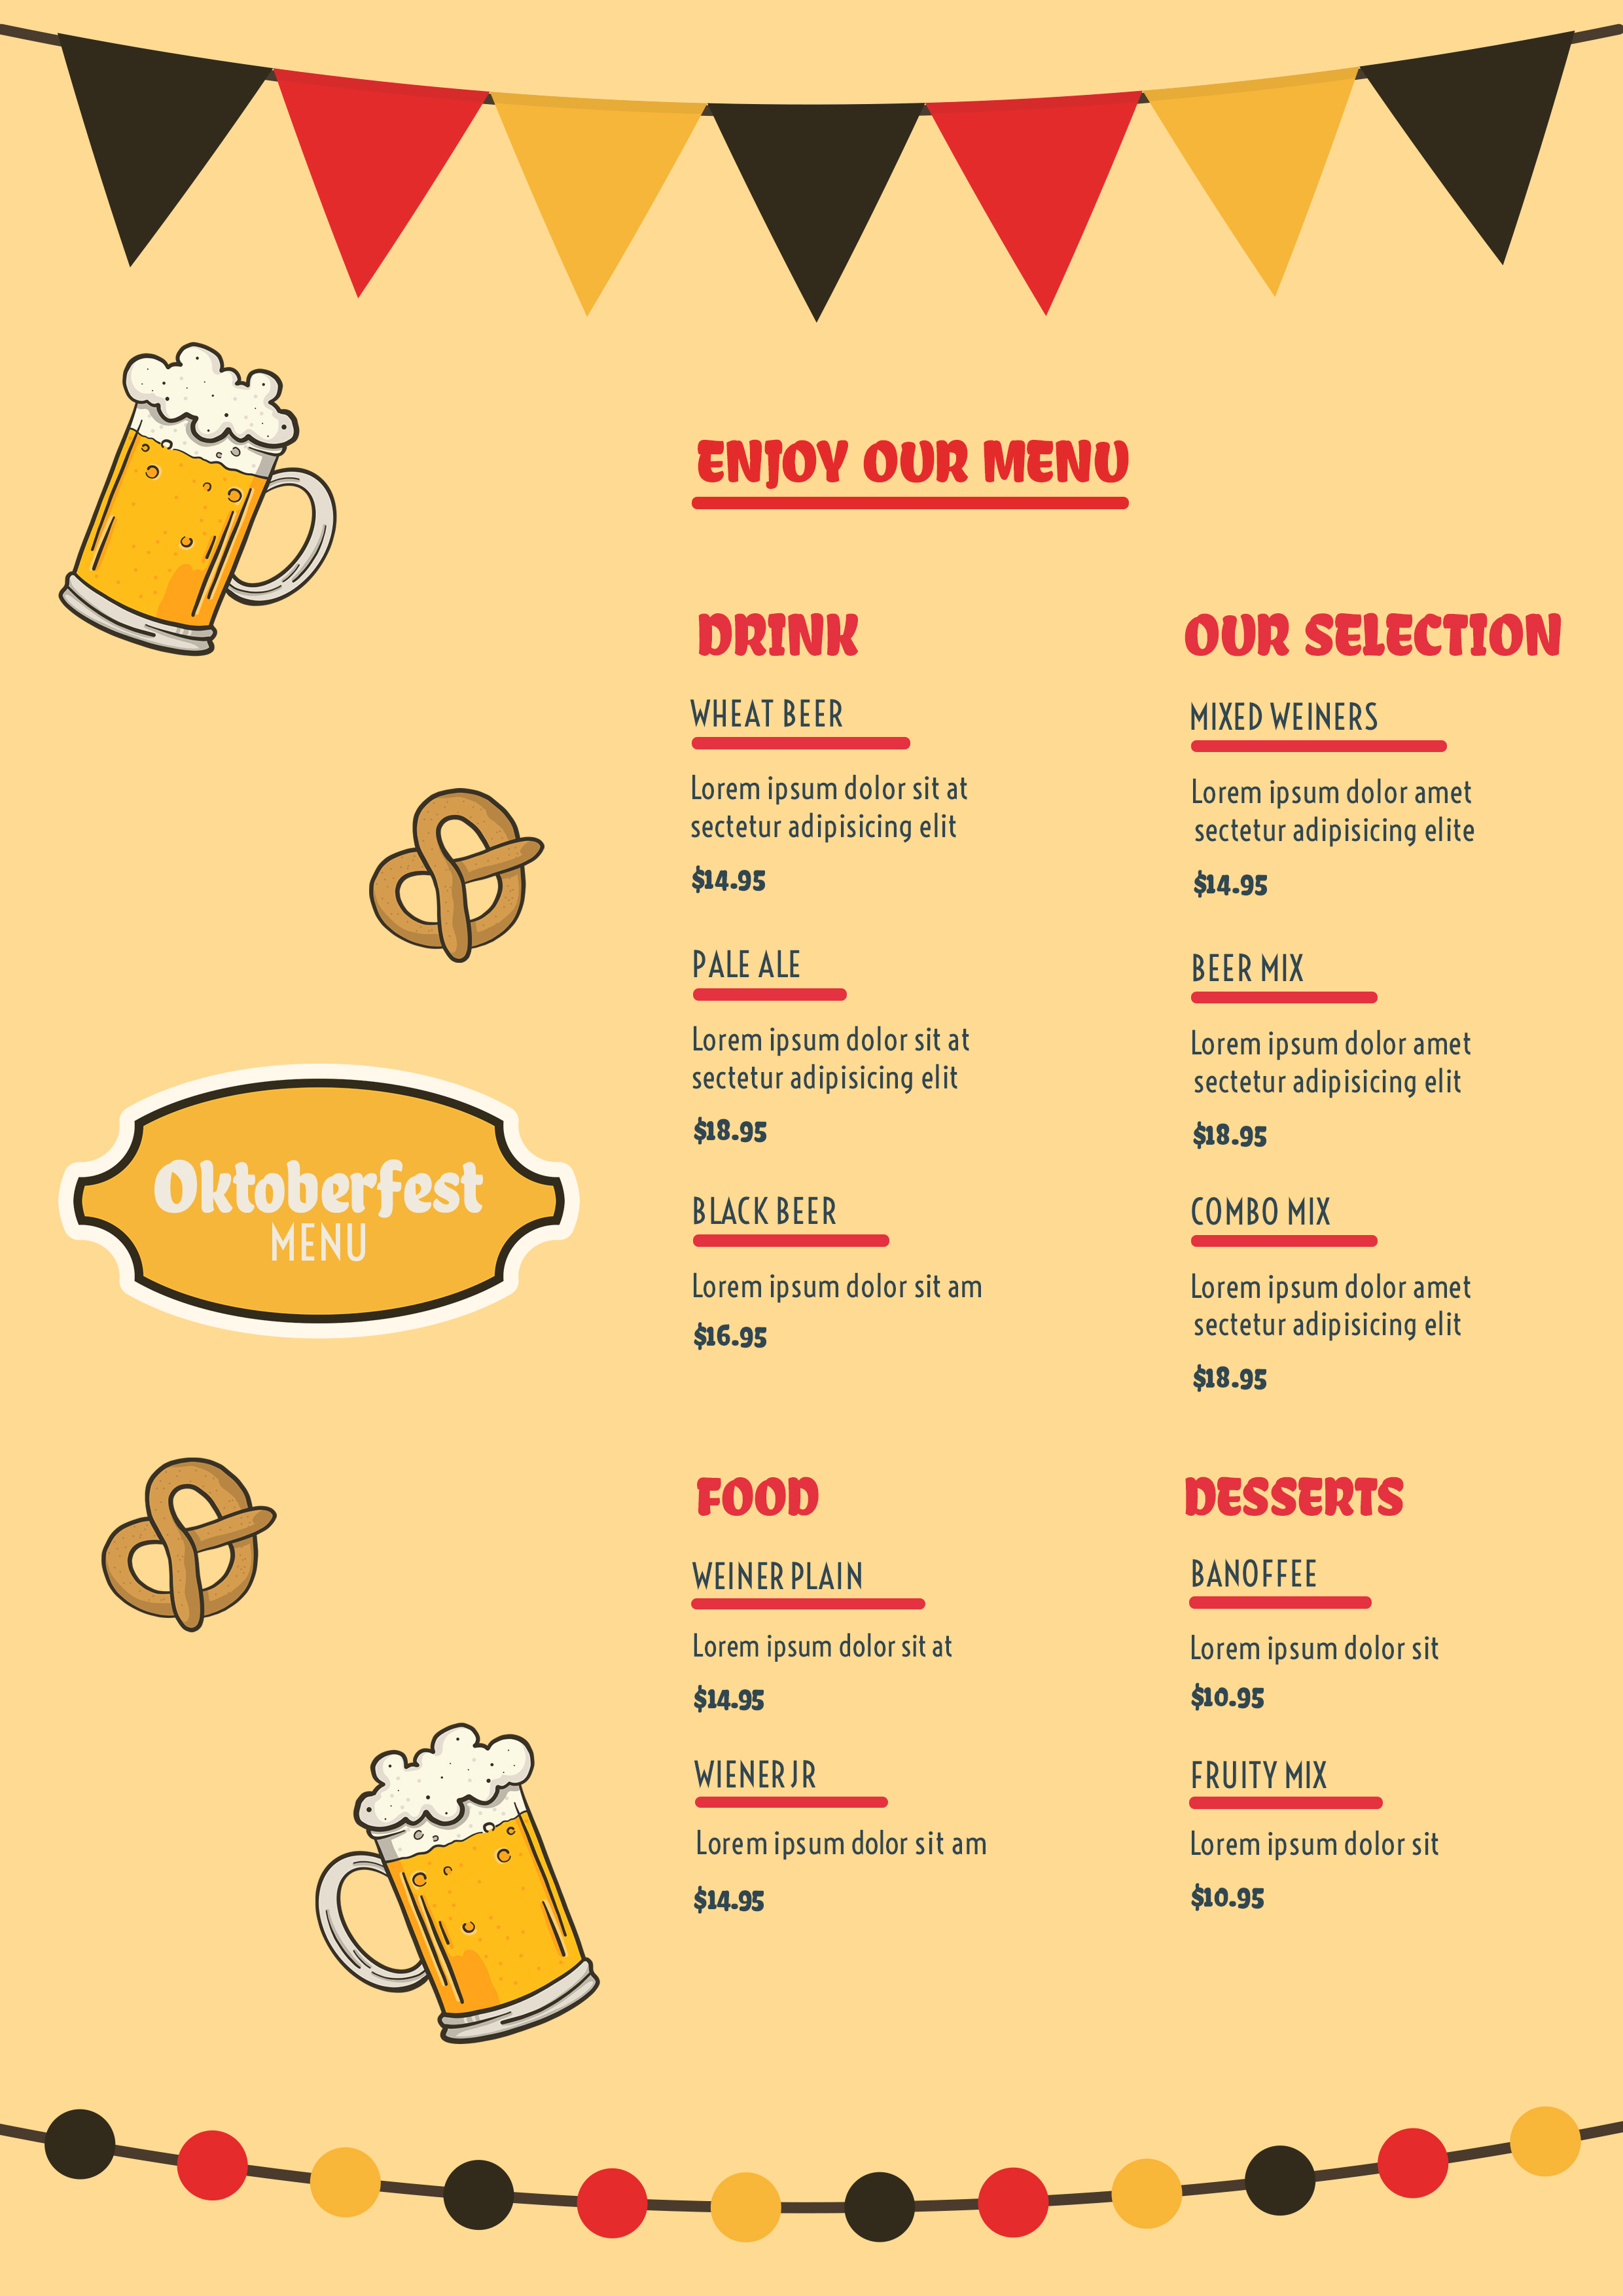 ENJOY OUR MENU
DRINK
WHEAT BEER
Lorem ipsum dolor sit at
sectetur adipisicing elit
$14.95
PALE ALE
Lorem ipsum dolor sit at
sectetur adipisicing elit
$18.95
BLACK BEER
Lorem ipsum dolor sit am
$16.95
OUR SELECTION
MIXED WEINERS
Lorem ipsum dolor amet
sectetur adipisicing elite
$14.95
BEER MIX
Lorem ipsum dolor amet
sectetur adipisicing elit
$18.95
COMBO MIX
Lorem ipsum dolor amet
sectetur adipisicing elit
$18.95
Oktoberfest
MENU
FOOD
WEINER PLAIN
Lorem ipsum dolor sit at
$14.95
WIENER JR
Lorem ipsum dolor sit am
$14.95
DESSERTS
BANOFFEE
Lorem ipsum dolor sit
$10.95
FRUITY MIX
Lorem ipsum dolor sit
$10.95